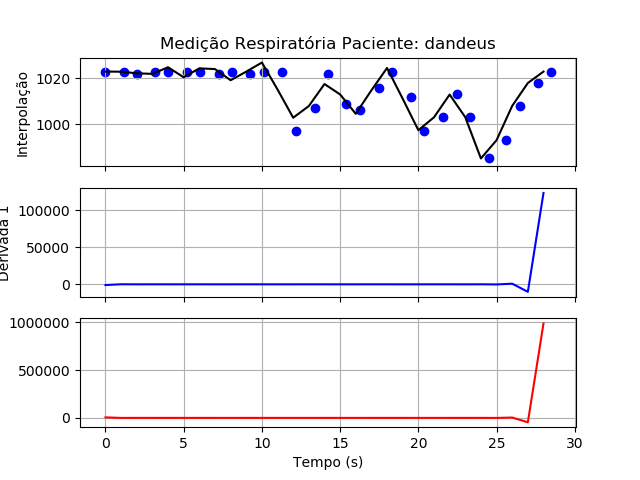 Medição Respiratória Paciente: dandeus
Interpolação
1020
1000
Derivada 1
100000
50000
0
1000000
500000
0
0 5 10 15 20 25 30
Tempo (s)